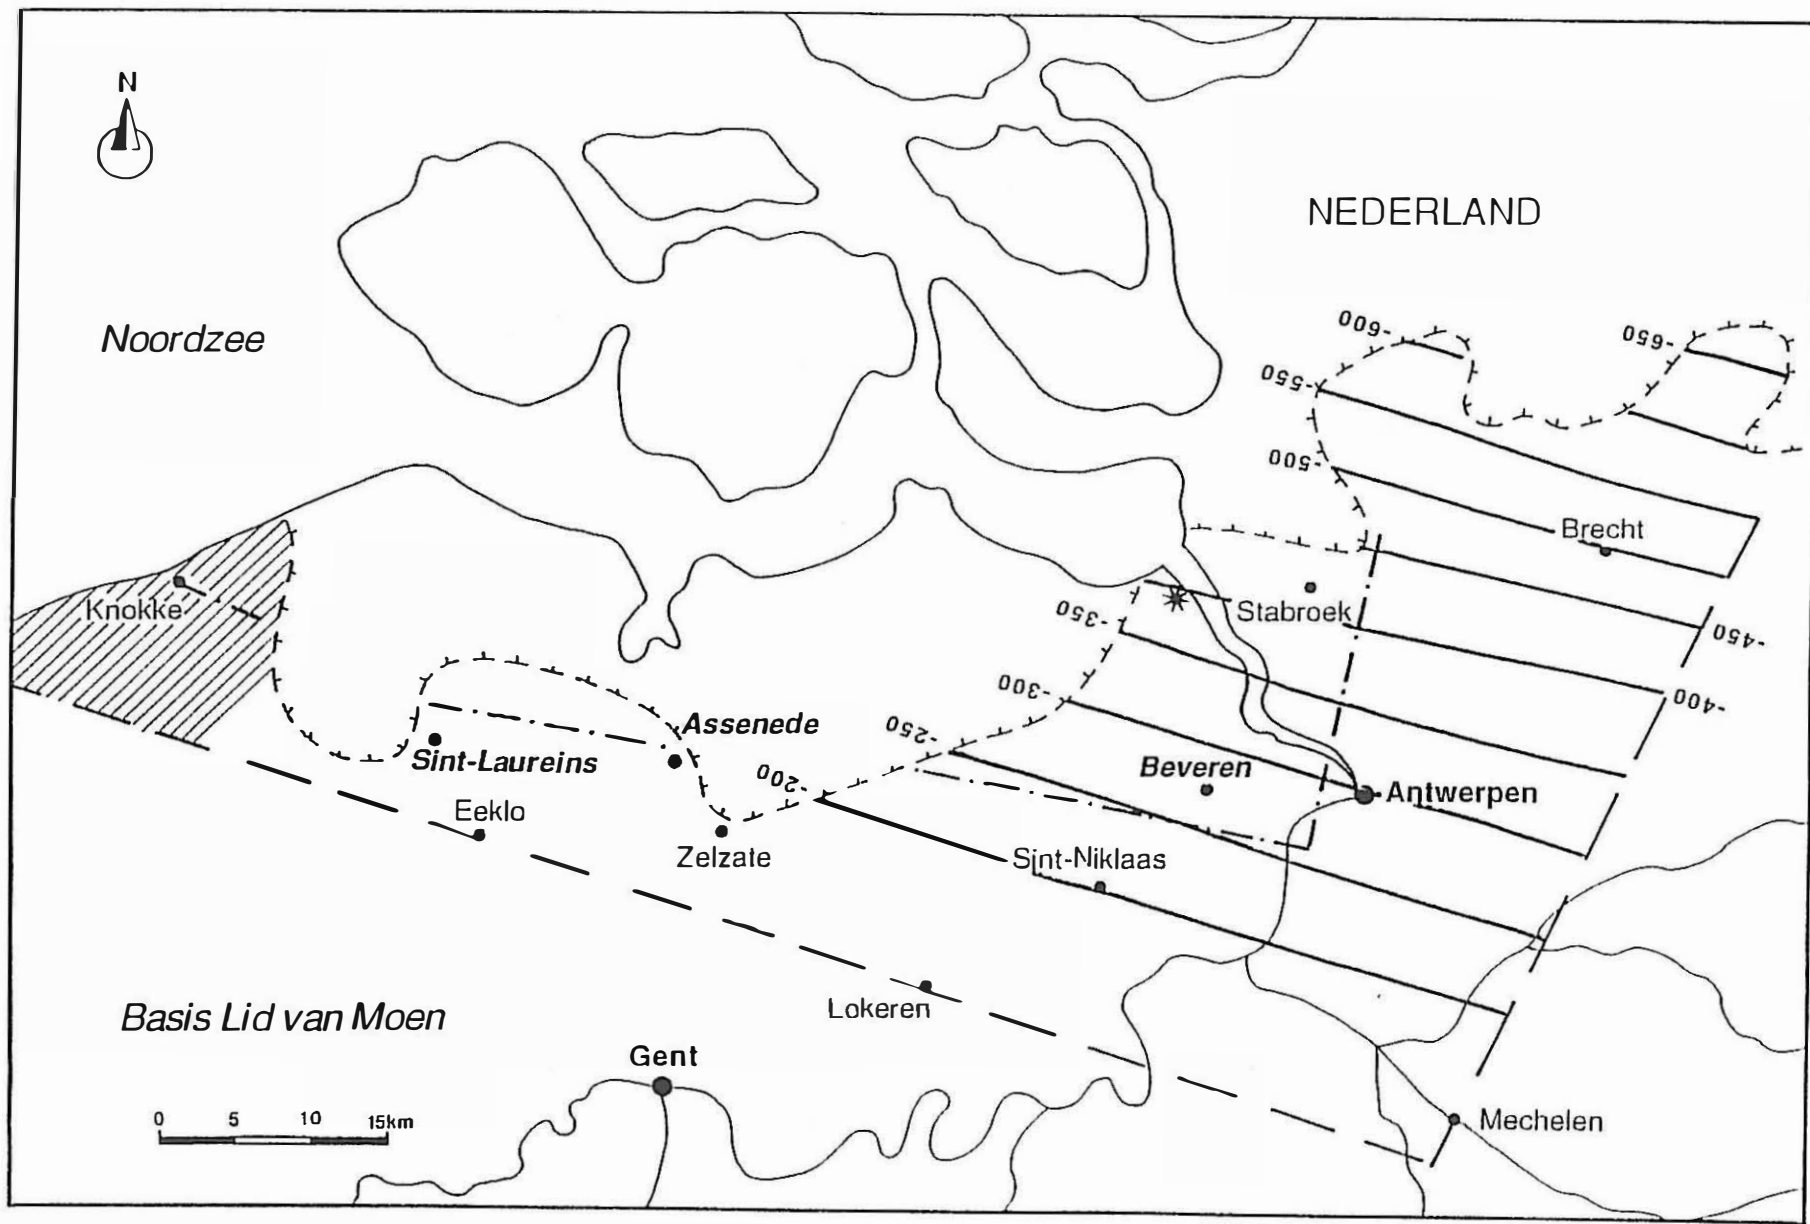 N
NEDERLAND
Noordzee
-600
-650
-550
-500
Brecht
Knokke
-350
Stabroek
-450
-300
-400
-250
Assenede
Sint-Laureins
-200
Beveren
Antwerpen
Eeklo
Zelzate
Sint-Niklaas
Lokeren
Basis Lid van Moen
Gent
0 5 10 15km
Mechelen